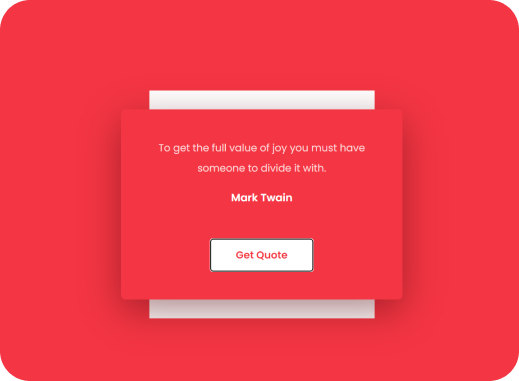 To get the full value of joy you must have
someone to divide it with.
Mark Twain
Get Quote